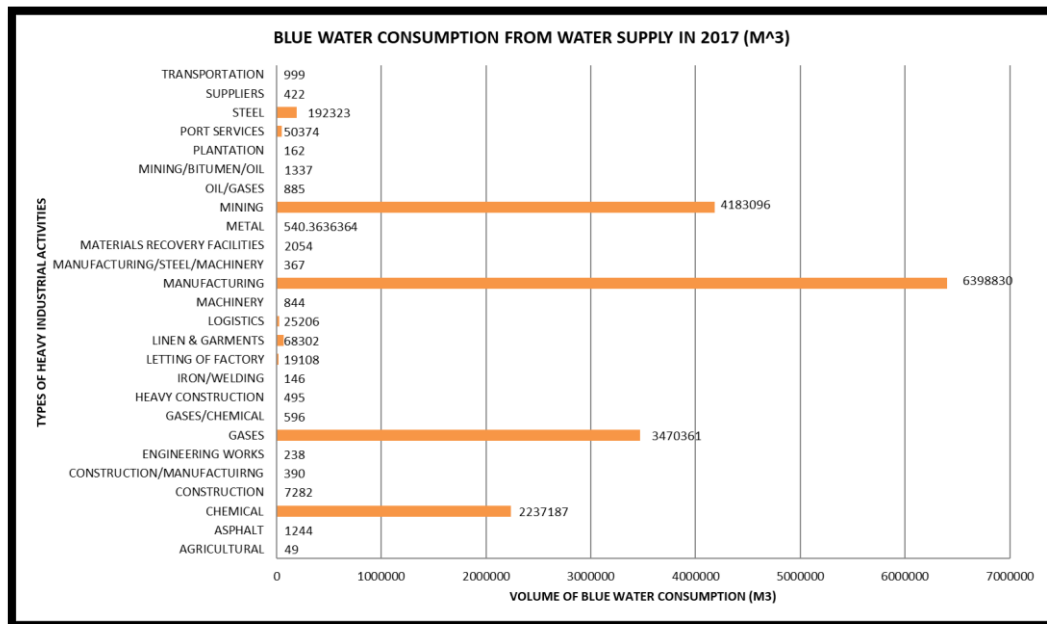 BLUE WATER CONSUMPTION FROM WATER SUPPLY IN 2017 (M^3)
TYPES OF HEAVY INDUSTRIAL ACTIVITIES
TRANSPORTATION 999
SUPPLIERS 422
STEEL 192323
PORT SERVICES 50374
PLANTATION 162
MINING/BITUMEN/OIL 1337
OIL/GASES 885
MINING 4183096
METAL 540.3636364
MATERIALS RECOVERY FACILITIES 2054
MANUFACTURING/STEEL/MACHINERY 367
MANUFACTURING 6398830
MACHINERY 844
LOGISTICS 25206
LINEN & GARMENTS 68302
LETTING OF FACTORY 19108
IRON/WELDING 146
HEAVY CONSTRUCTION 495
GASES/CHEMICAL 596
GASES 3470361
ENGINEERING WORKS 238
CONSTRUCTION/MANUFACTUIRNG 390
CONSTRUCTION 7282
CHEMICAL 2237187
ASPHALT 1244
AGRICULTURAL 49
0 1000000 2000000 3000000 4000000 5000000 6000000 7000000
VOLUME OF BLUE WATER CONSUMPTION (M3)